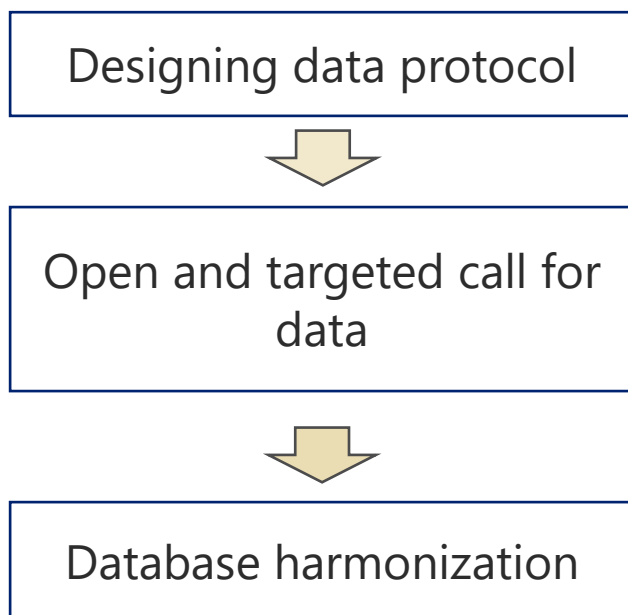 Designing data protocol
Open and targeted call for
data
Database harmonization